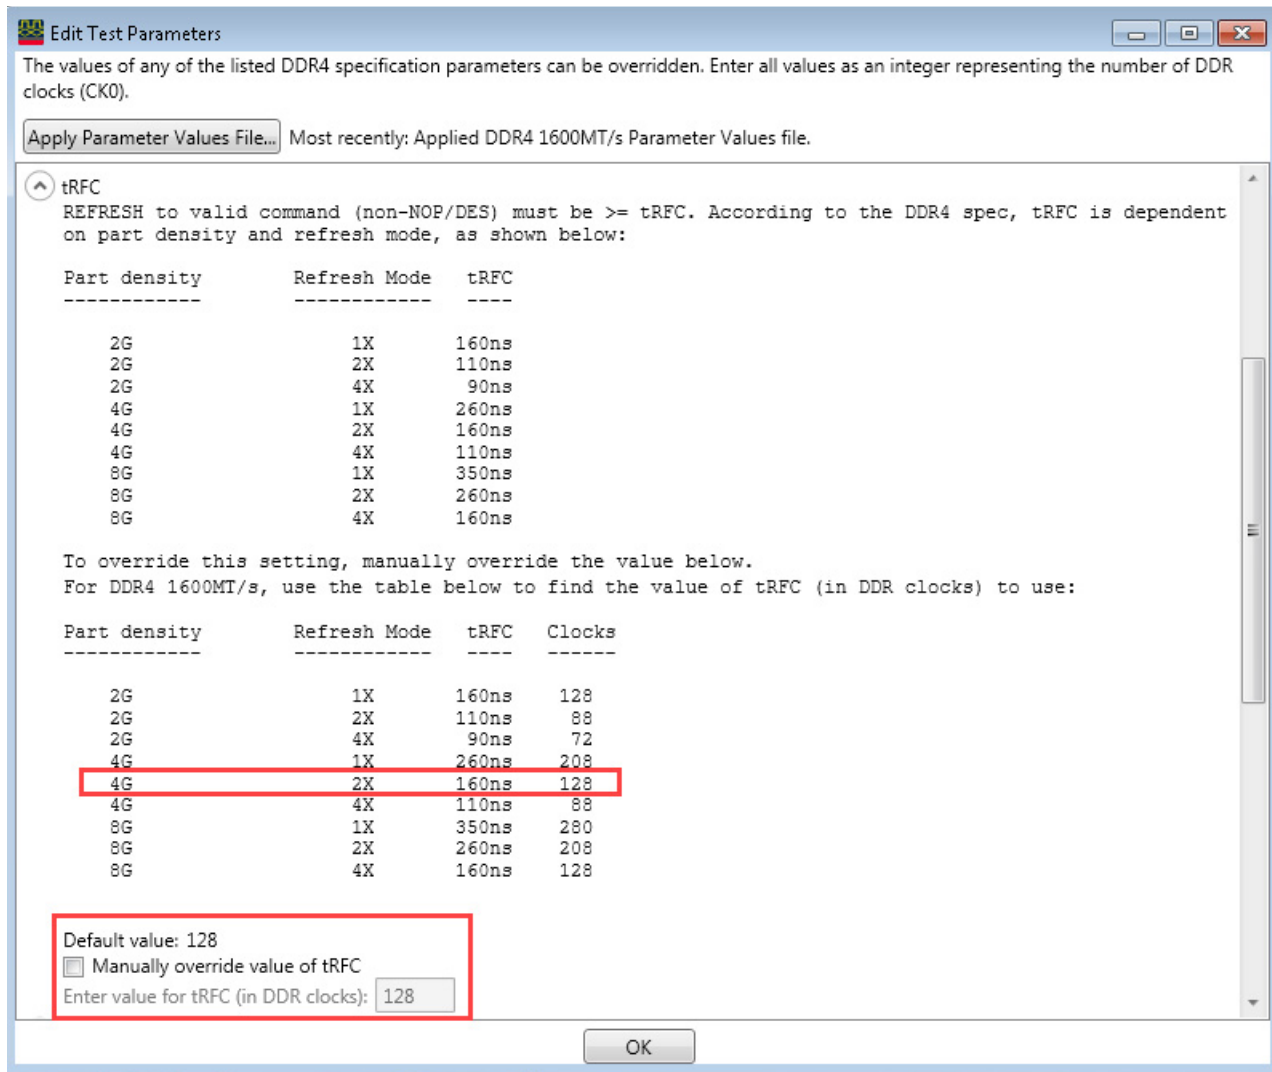 Edit Test Parameters
The values of any of the listed DDR4 specification parameters can be overridden. Enter all values as an integer representing the number of DDR
clocks (CK0).
Apply Parameter Values File... Most recently: Applied DDR4 1600MT/s Parameter Values file.
tRFC
REFRESH to valid command (non-NOP/DES) must be >= tRFC. According to the DDR4 spec, tRFC is dependent
on part density and refresh mode, as shown below:
Part density Refresh Mode tRFC
------------ ------------ ----
2G 1X 160ns
2G 2X 110ns
2G 4X 90ns
4G 1X 260ns
4G 2X 160ns
4G 4X 110ns
8G 1X 350ns
8G 2X 260ns
8G 4X 160ns
To override this setting, manually override the value below.
For DDR4 1600MT/s, use the table below to find the value of tRFC (in DDR clocks) to use:
Part density Refresh Mode tRFC Clocks
------------ ------------ ---- ------
2G 1X 160ns 128
2G 2X 110ns 88
2G 4X 90ns 72
4G 1X 260ns 208
4G 2X 160ns 128
4G 4X 110ns 88
8G 1X 350ns 280
8G 2X 260ns 208
8G 4X 160ns 128
Default value: 128
Manually override value of tRFC
Enter value for tRFC (in DDR clocks): 128
OK